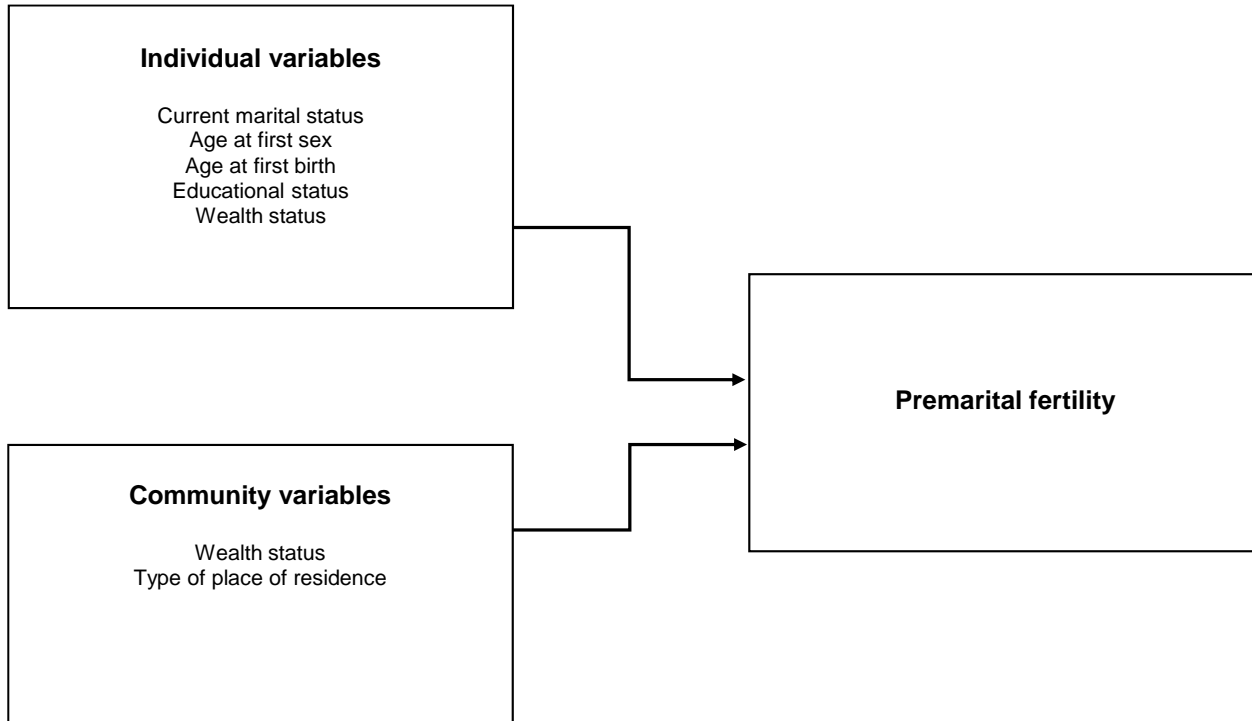 Individual variables
Current marital status
Age at first sex
Age at first birth
Educational status
Wealth status
Premarital fertility
Community variables
Wealth status
Type of place of residence